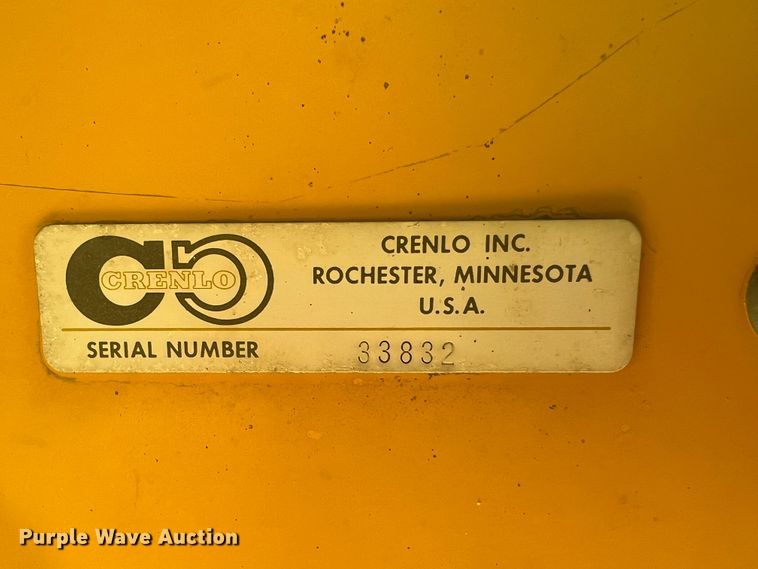 CRENLO
CRENLO INC.
ROCHESTER, MINNESOTA
U.S.A.
SERIAL NUMBER 33832
Purple Wave Auction